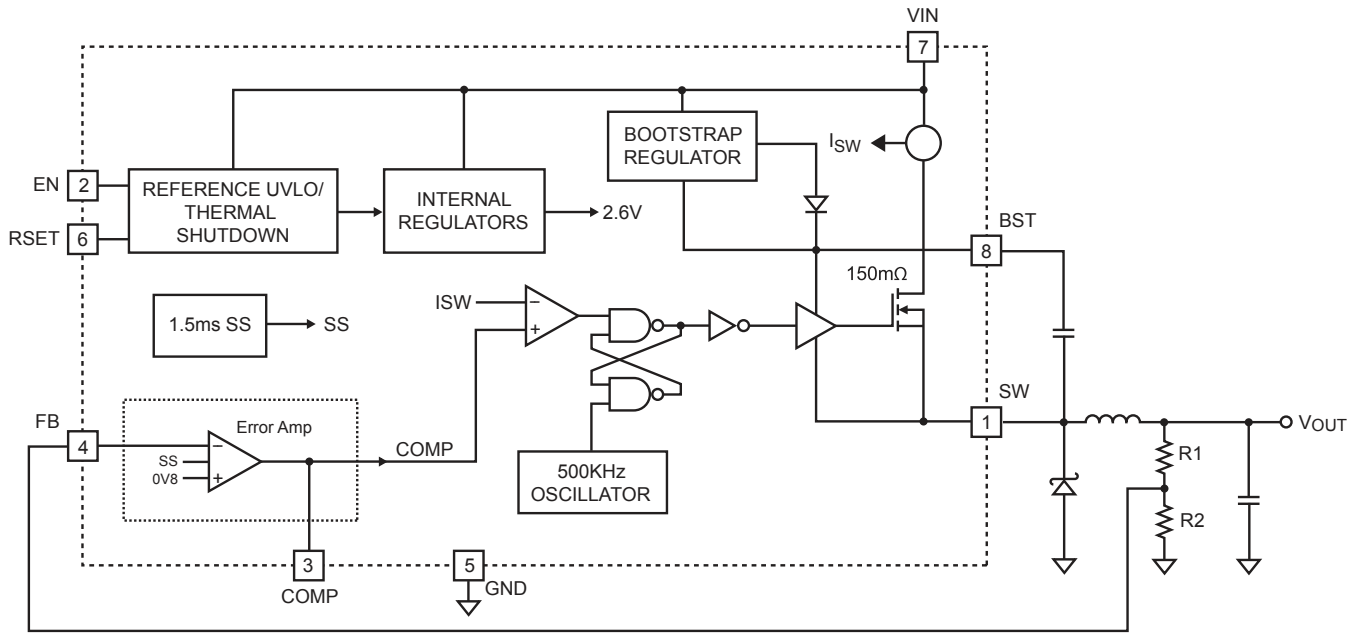 VIN
7
BOOTSTRAP
REGULATOR
ISW
EN
2
REFERENCE UVLO/
THERMAL
SHUTDOWN
INTERNAL
REGULATORS
2.6V
RSET
6
BST
8
150mΩ
ISW
−
+
1.5ms SS
SS
SW
1
VOUT
FB
4
Error Amp
−
SS
0V8
+
COMP
500KHz
OSCILLATOR
R1
R2
3
COMP
5
GND